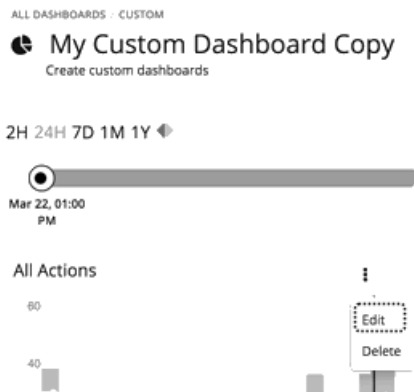 ALL DASHBOARDS / CUSTOM
My Custom Dashboard Copy
Create custom dashboards
2H 24H 7D 1M 1Y
Mar 22, 01:00
PM
All Actions
60
Edit
Delete
40